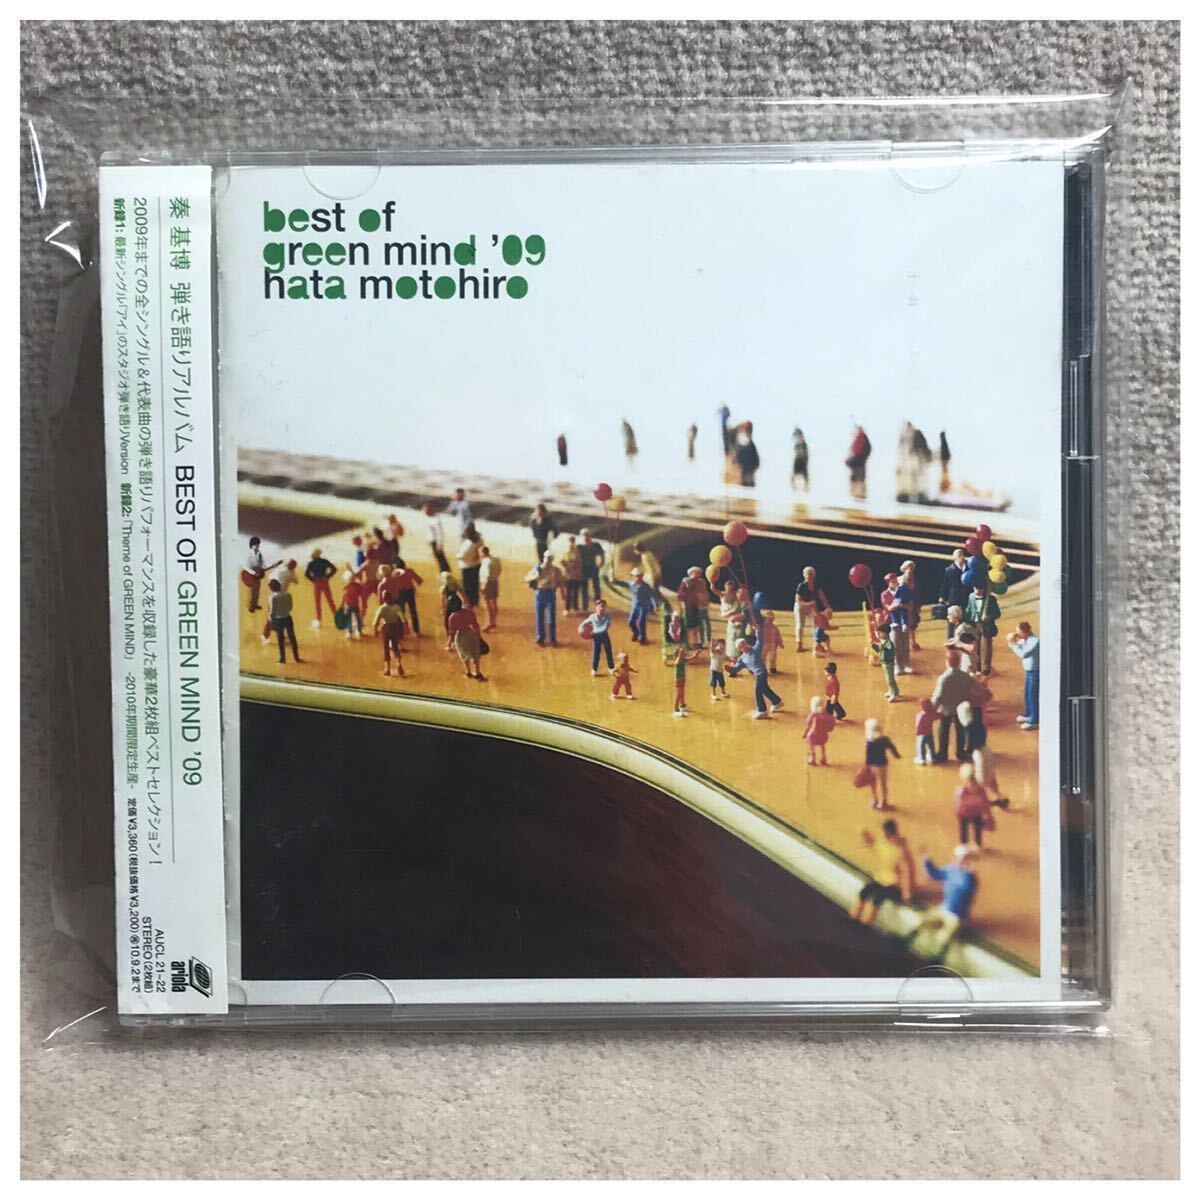 best of
green mind ’09
hata motohiro
秦 基博 弾き語りアルバム BEST OF GREEN MIND ’09
2009年までの全シングル&代表曲の弾き語りパフォーマンスを収録した豪華2枚組ベストセレクション!
新録1:最新シングル「アイ」のスタジオ弾き語りVersion 新録2:「Theme of GREEN MIND」 -2010年期間限定生産-
AUCL 21-22
STEREO(2枚組)
定価¥3,360(税抜価格¥3,200)Ⓡ10.9.2まで
ariola